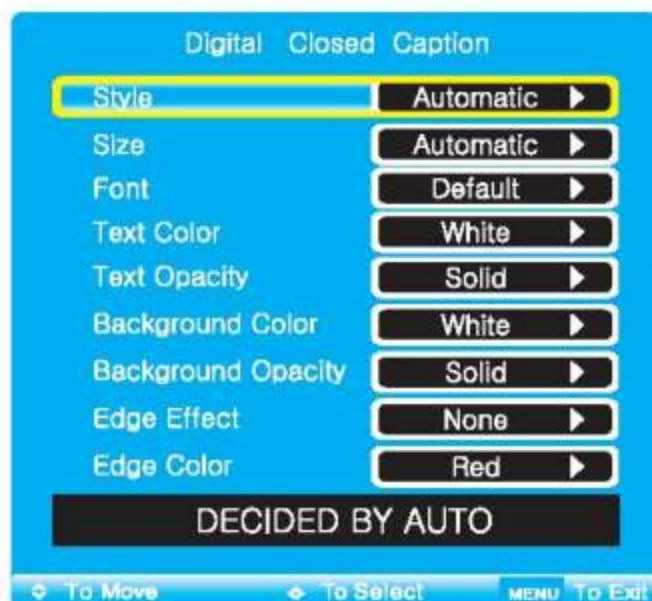 Digital Closed Caption
Style Automatic
Size Automatic
Font Default
Text Color White
Text Opacity Solid
Background Color White
Background Opacity Solid
Edge Effect None
Edge Color Red
DECIDED BY AUTO
To Move To Select MENU To Exit